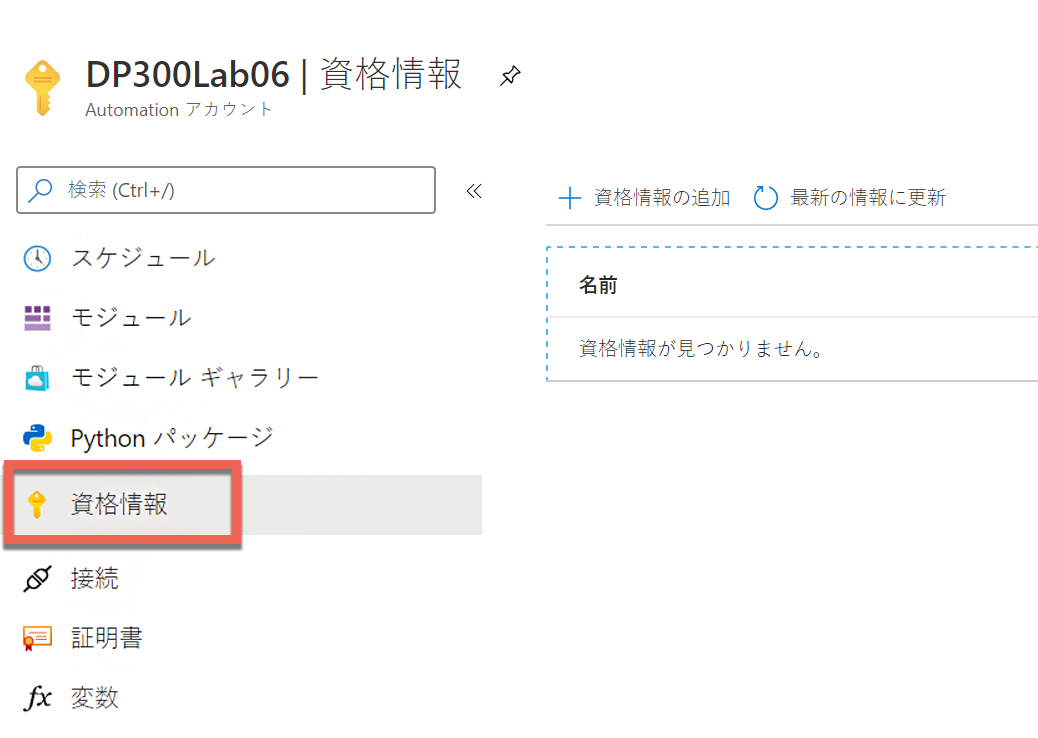 DP300Lab06 | 資格情報
Automation アカウント
検索 (Ctrl+/)
スケジュール
モジュール
モジュール ギャラリー
Python パッケージ
資格情報
接続
証明書
fx 変数
資格情報の追加 最新の情報に更新
名前
資格情報が見つかりません。